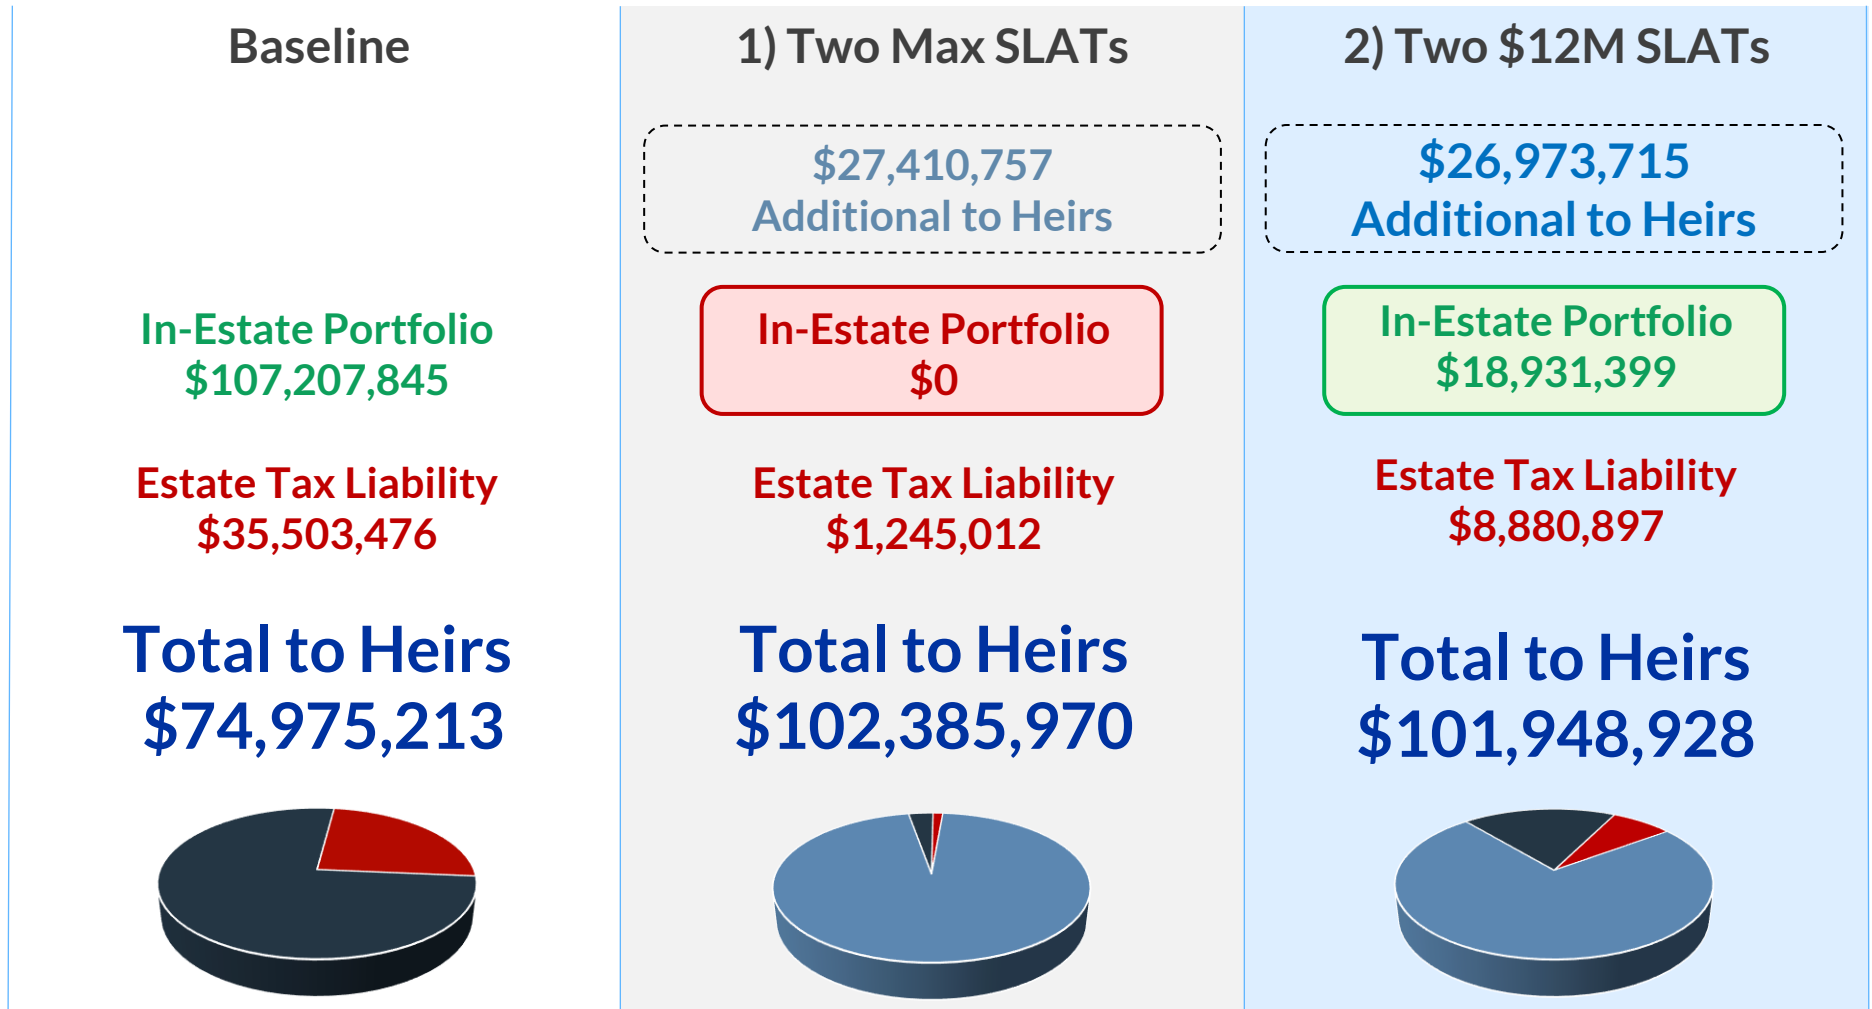 Baseline
In-Estate Portfolio
$107,207,845
Estate Tax Liability
$35,503,476
Total to Heirs
$74,975,213
1) Two Max SLATs
$27,410,757
Additional to Heirs
In-Estate Portfolio
$0
Estate Tax Liability
$1,245,012
Total to Heirs
$102,385,970
2) Two $12M SLATs
$26,973,715
Additional to Heirs
In-Estate Portfolio
$18,931,399
Estate Tax Liability
$8,880,897
Total to Heirs
$101,948,928